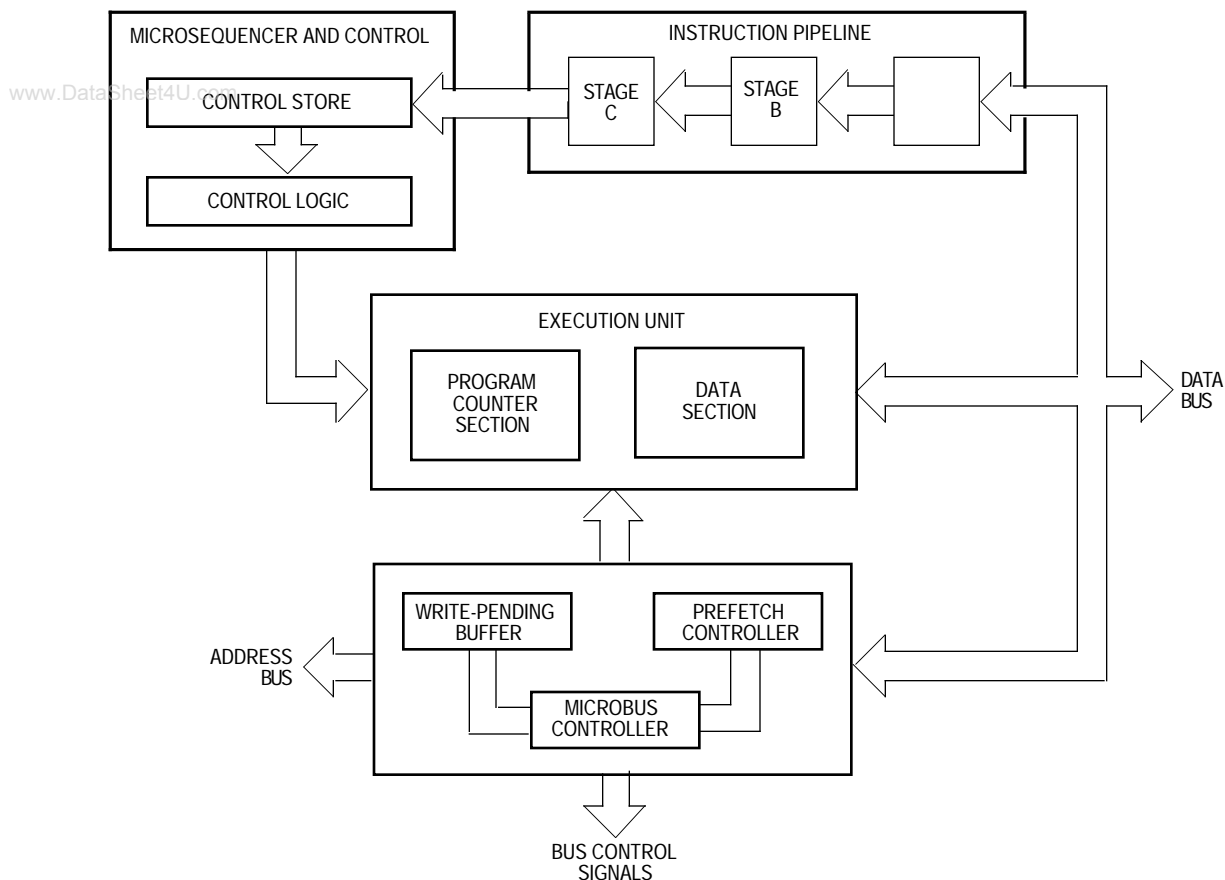 MICROSEQUENCER AND CONTROL
INSTRUCTION PIPELINE
www.DataSheet4U.com
CONTROL STORE
STAGE
C
STAGE
B
CONTROL LOGIC
EXECUTION UNIT
PROGRAM
COUNTER
SECTION
DATA
SECTION
DATA
BUS
WRITE-PENDING
BUFFER
PREFETCH
CONTROLLER
ADDRESS
BUS
MICROBUS
CONTROLLER
BUS CONTROL
SIGNALS